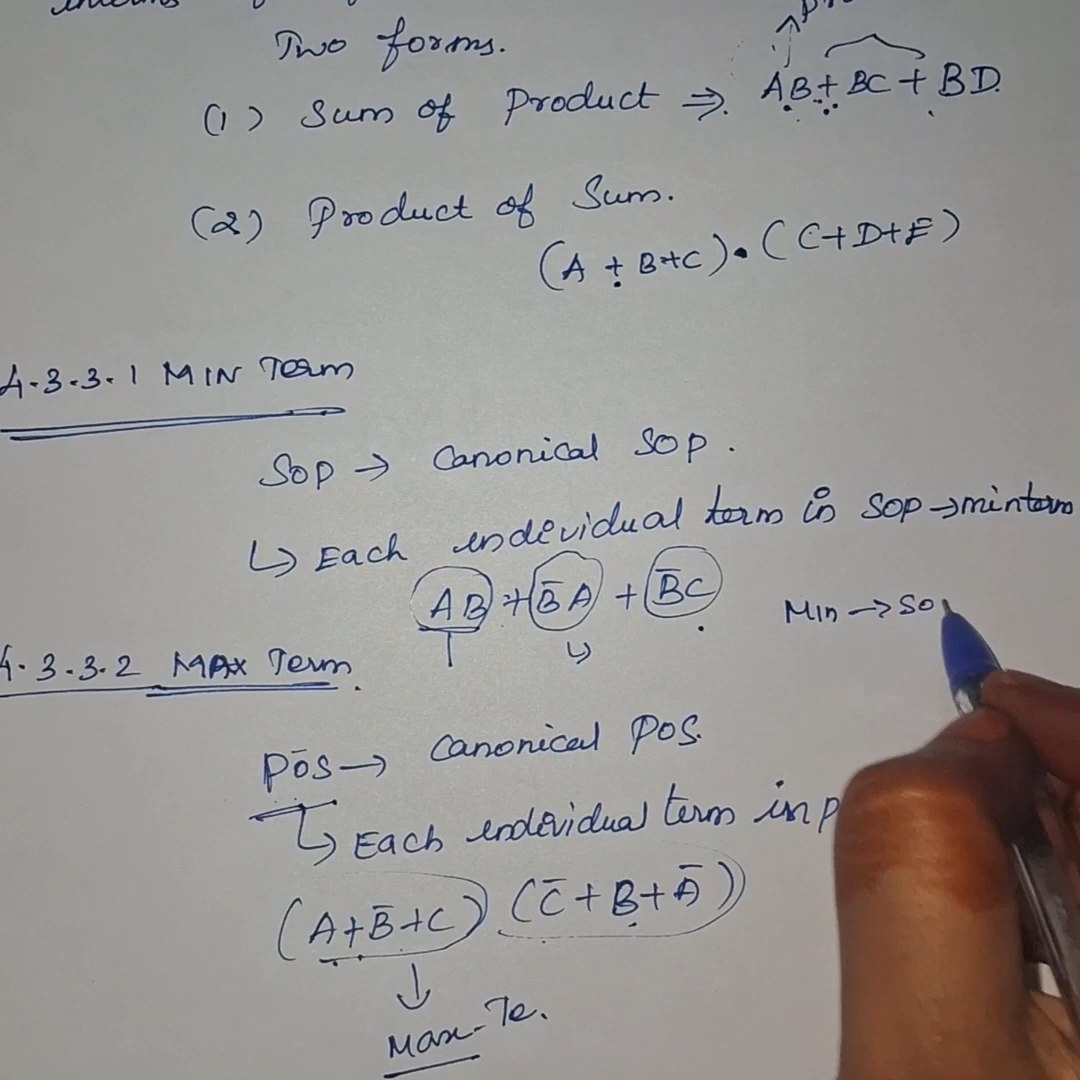 Two forms.
(1) Sum of Product ⇒ AB + BC + BD
(2) Product of Sum.
(A + B+C) • (C+D+E)
4.3.3.1 MIN Term
SOP → Canonical SOP.
↳ Each individual term in SOP → minterm
AB + B̄A + B̄C
Min → SO
4.3.3.2 MAX Term.
POS → Canonical POS.
↳ Each individual term in p
(A+B̄+C) (C̄+B+Ā)
↓
Max-Te.